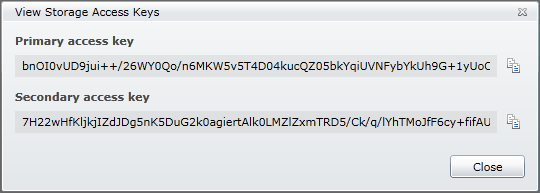 View Storage Access Keys
Primary access key
bnOI0vUD9jui++/26WY0Qo/n6MKW5v5T4D04kucQZ05bkYqiUVNFybYkUh9G+1yUoC
Secondary access key
7H22wHfKljkjIZdJDg5nK5DuG2k0agiertAlk0LMZlZxmTRD5/Ck/q/lYhTMoJfF6cy+fifAU
Close